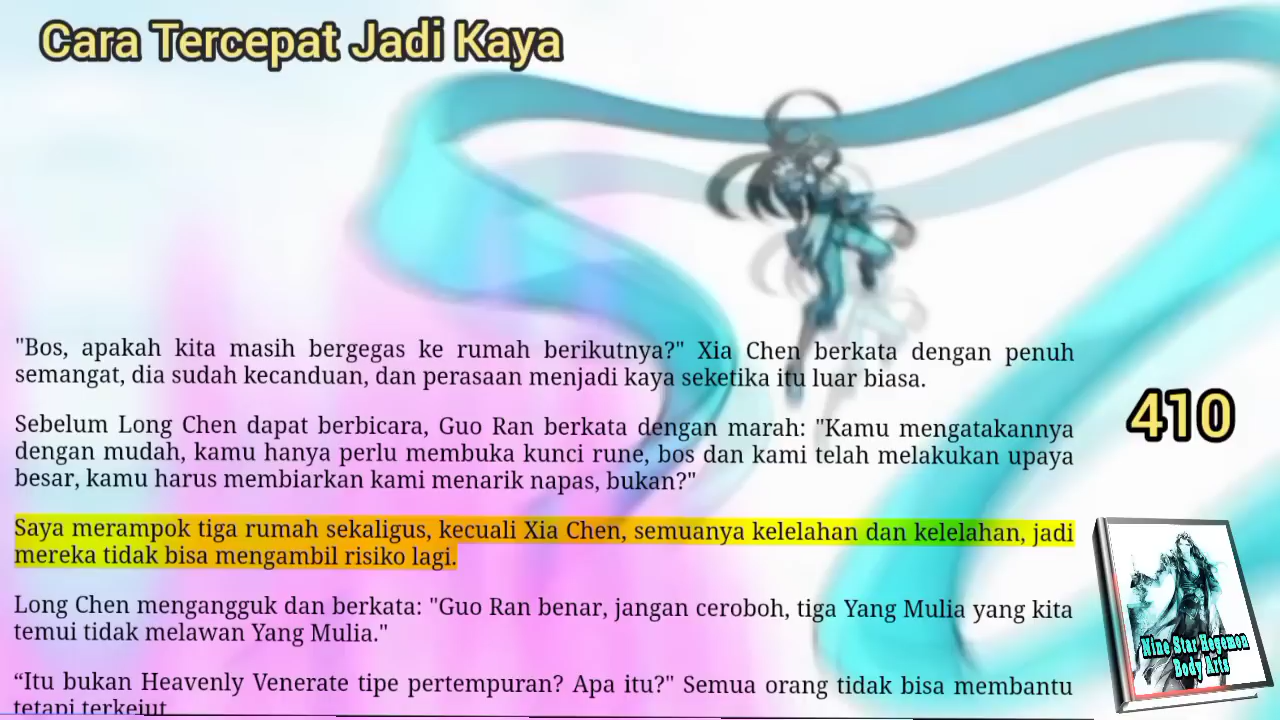 Cara Tercepat Jadi Kaya
"Bos, apakah kita masih bergegas ke rumah berikutnya?" Xia Chen berkata dengan penuh
semangat, dia sudah kecanduan, dan perasaan menjadi kaya seketika itu luar biasa.
Sebelum Long Chen dapat berbicara, Guo Ran berkata dengan marah: "Kamu mengatakannya
dengan mudah, kamu hanya perlu membuka kunci rune, bos dan kami telah melakukan upaya
besar, kamu harus membiarkan kami menarik napas, bukan?"
410
Saya merampok tiga rumah sekaligus, kecuali Xia Chen, semuanya kelelahan dan kelelahan, jadi
mereka tidak bisa mengambil risiko lagi.
Long Chen mengangguk dan berkata: "Guo Ran benar, jangan ceroboh, tiga Yang Mulia yang kita
temui tidak melawan Yang Mulia."
“Itu bukan Heavenly Venerate tipe pertempuran? Apa itu?" Semua orang tidak bisa membantu
tetapi terkejut
Nine Star Hegemon
Body Arts